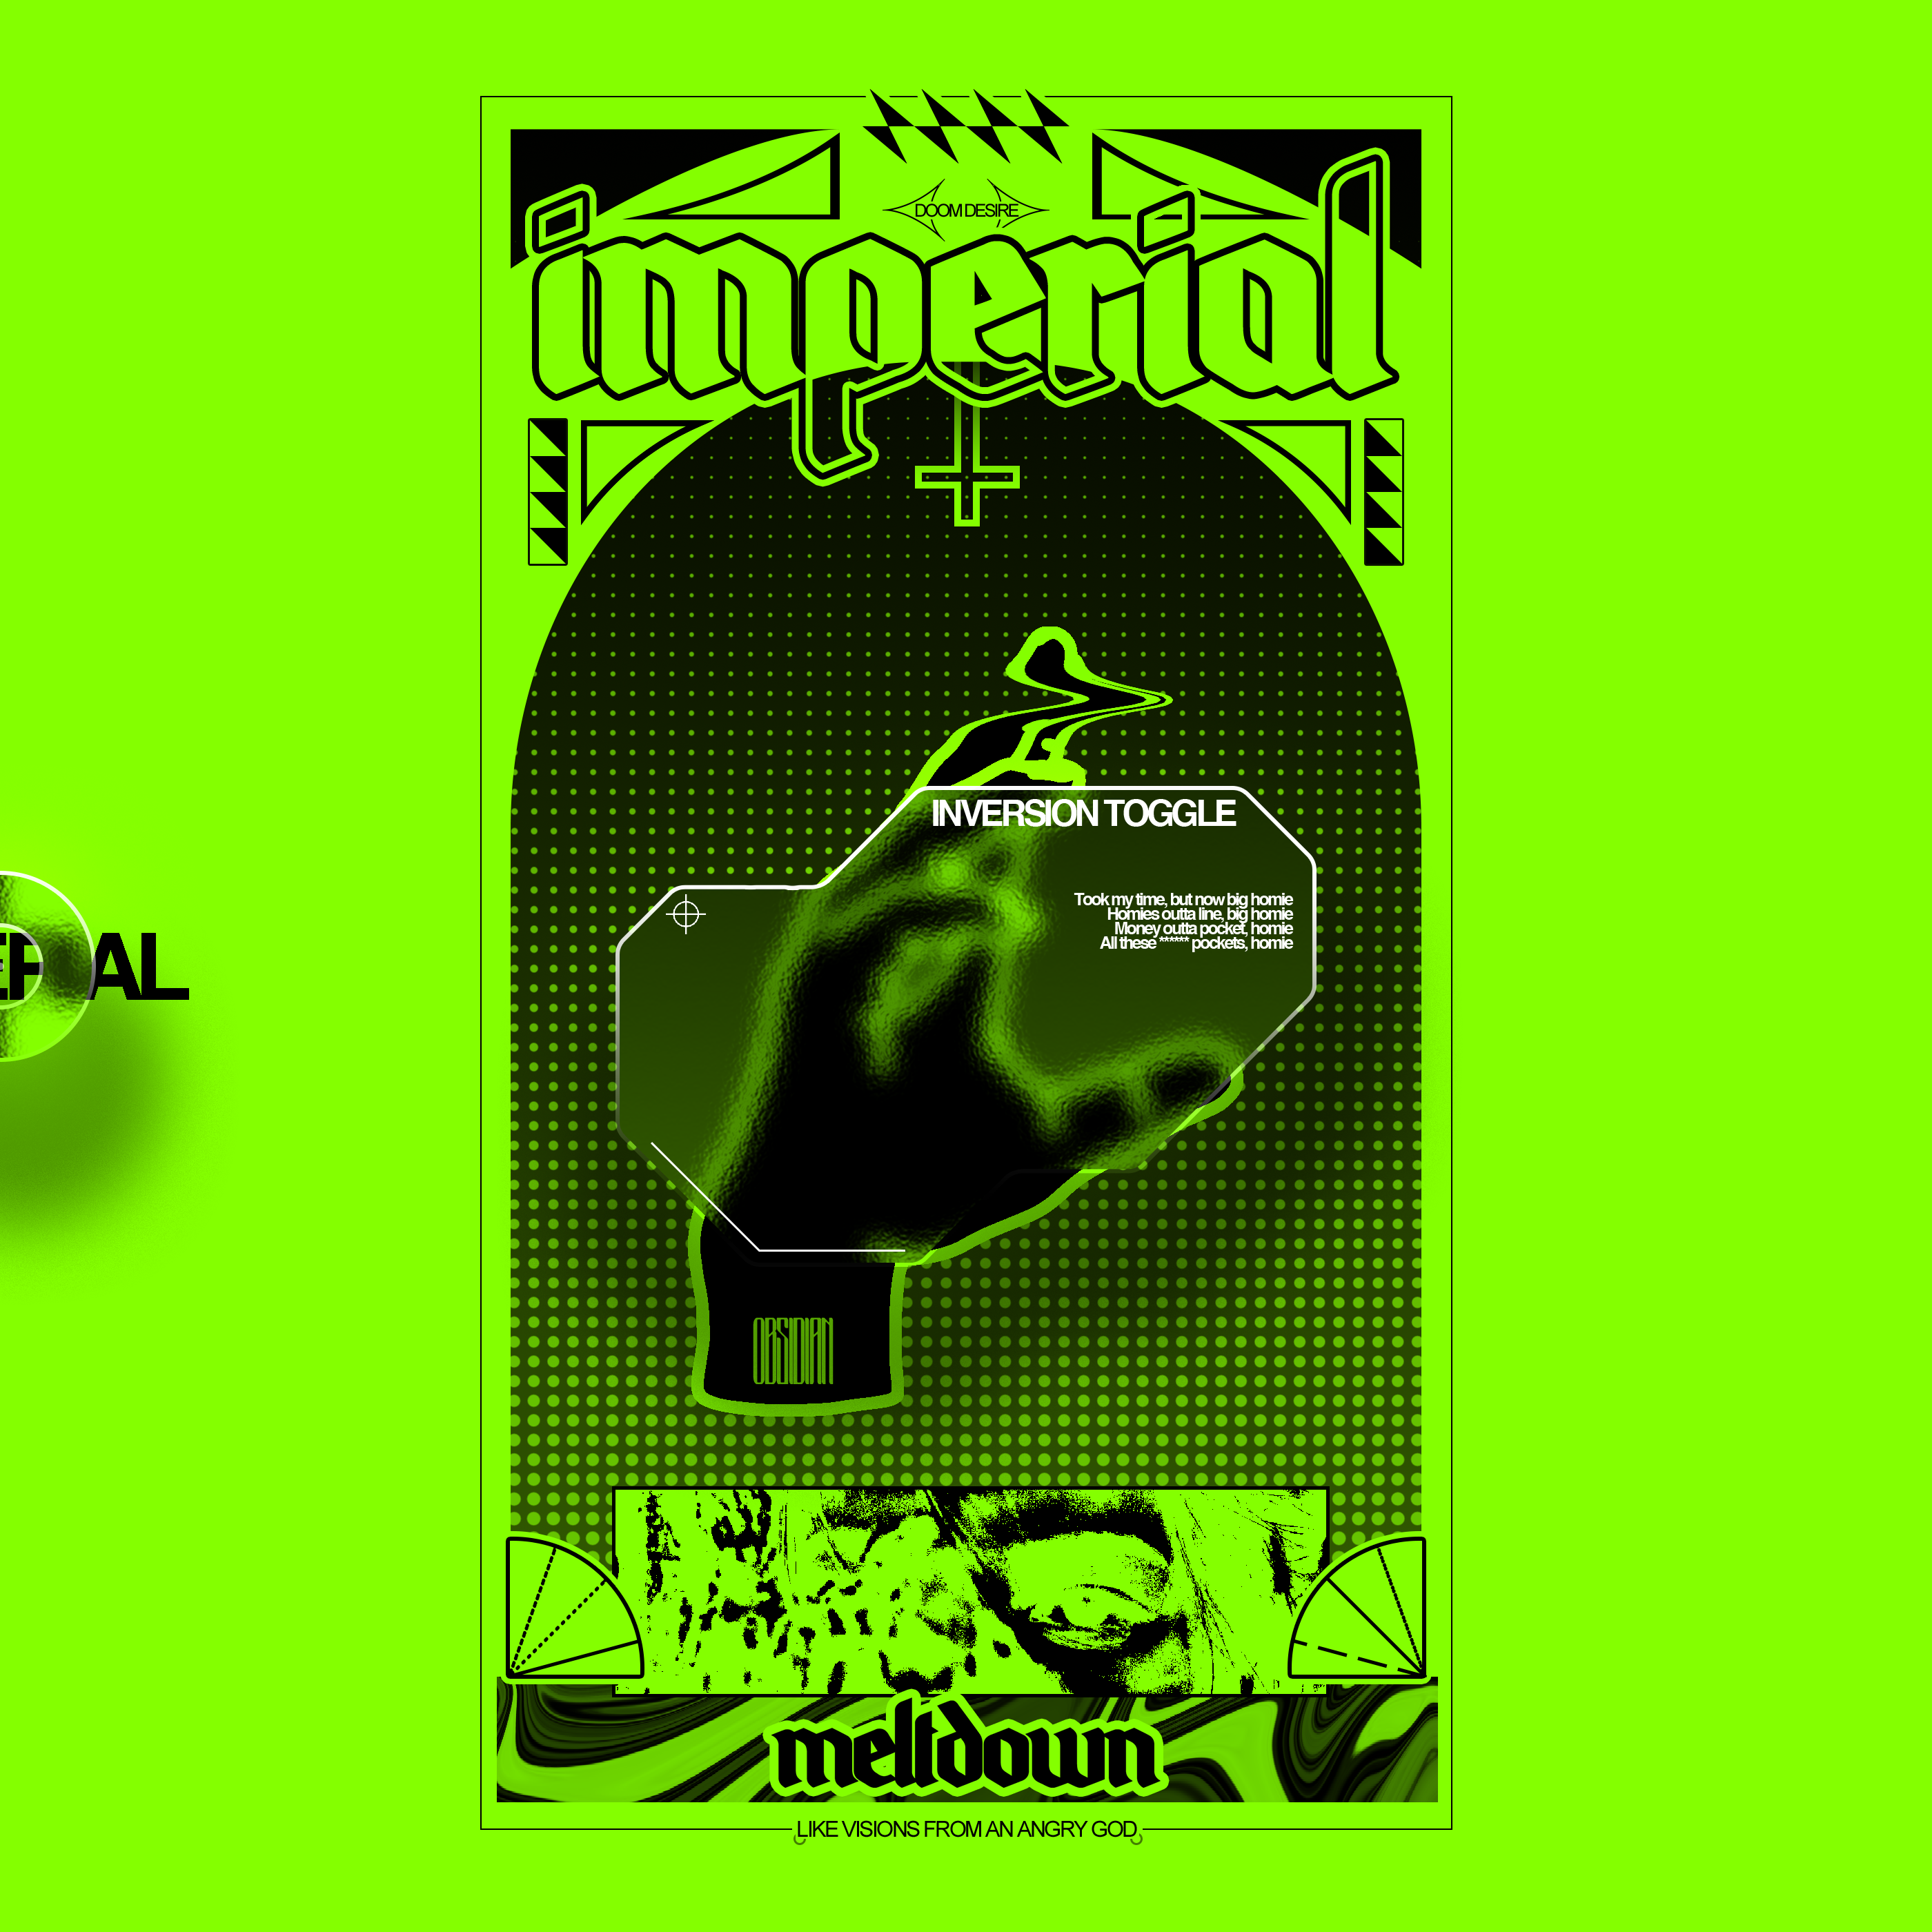 DOOM DESIRE
imperial
INVERSION TOGGLE
Took my time, but now big homie
Homies outta line, big homie
Money outta pocket, homie
All these ****** pockets, homie
AL
OBSIDIAN
meltdown
LIKE VISIONS FROM AN ANGRY GOD